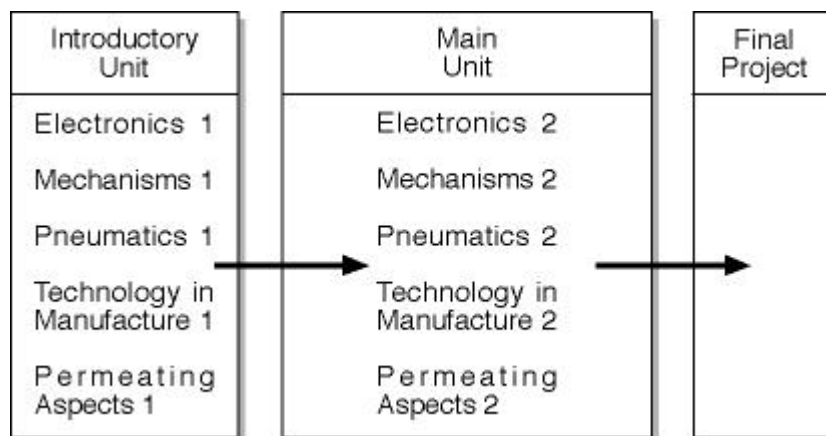 Introductory
Unit
Electronics 1
Mechanisms 1
Pneumatics 1
Technology in
Manufacture 1
Permeating
Aspects 1
Main
Unit
Electronics 2
Mechanisms 2
Pneumatics 2
Technology in
Manufacture 2
Permeating
Aspects 2
Final
Project